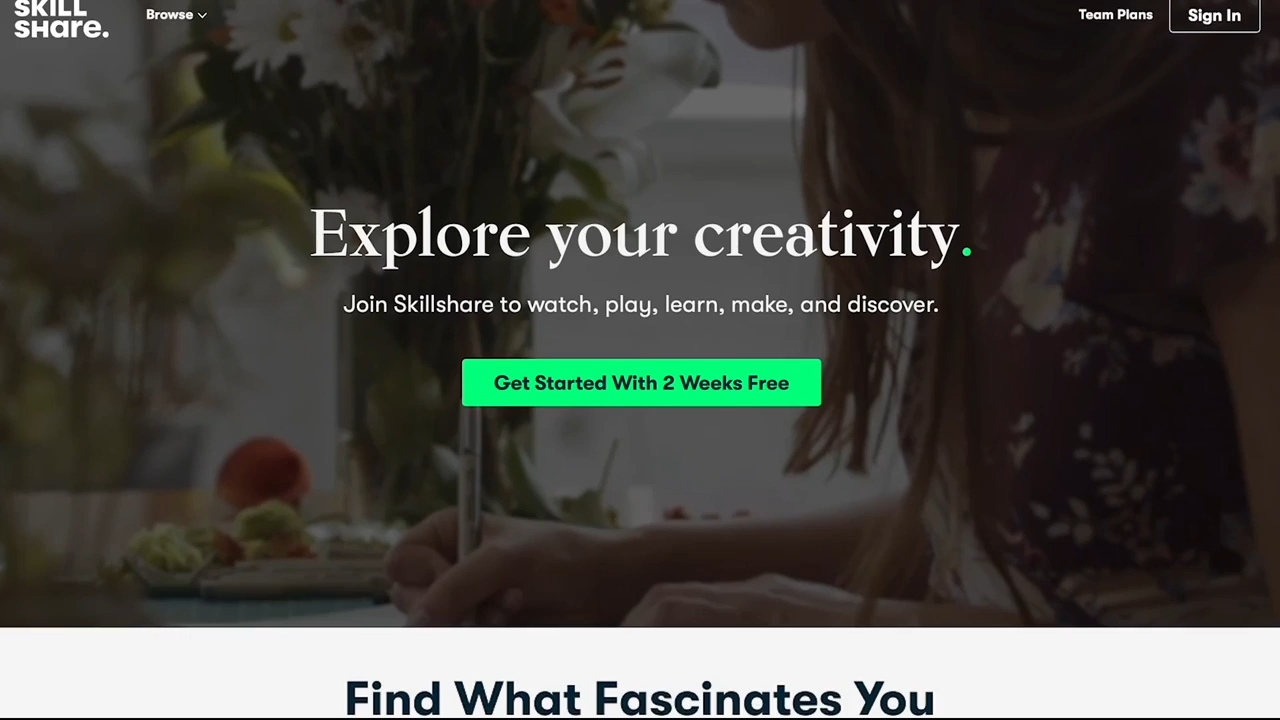 SKILL
SHare.
Browse
Team Plans
Sign In
Explore your creativity.
Join Skillshare to watch, play, learn, make, and discover.
Get Started With 2 Weeks Free
Find What Fascinates You